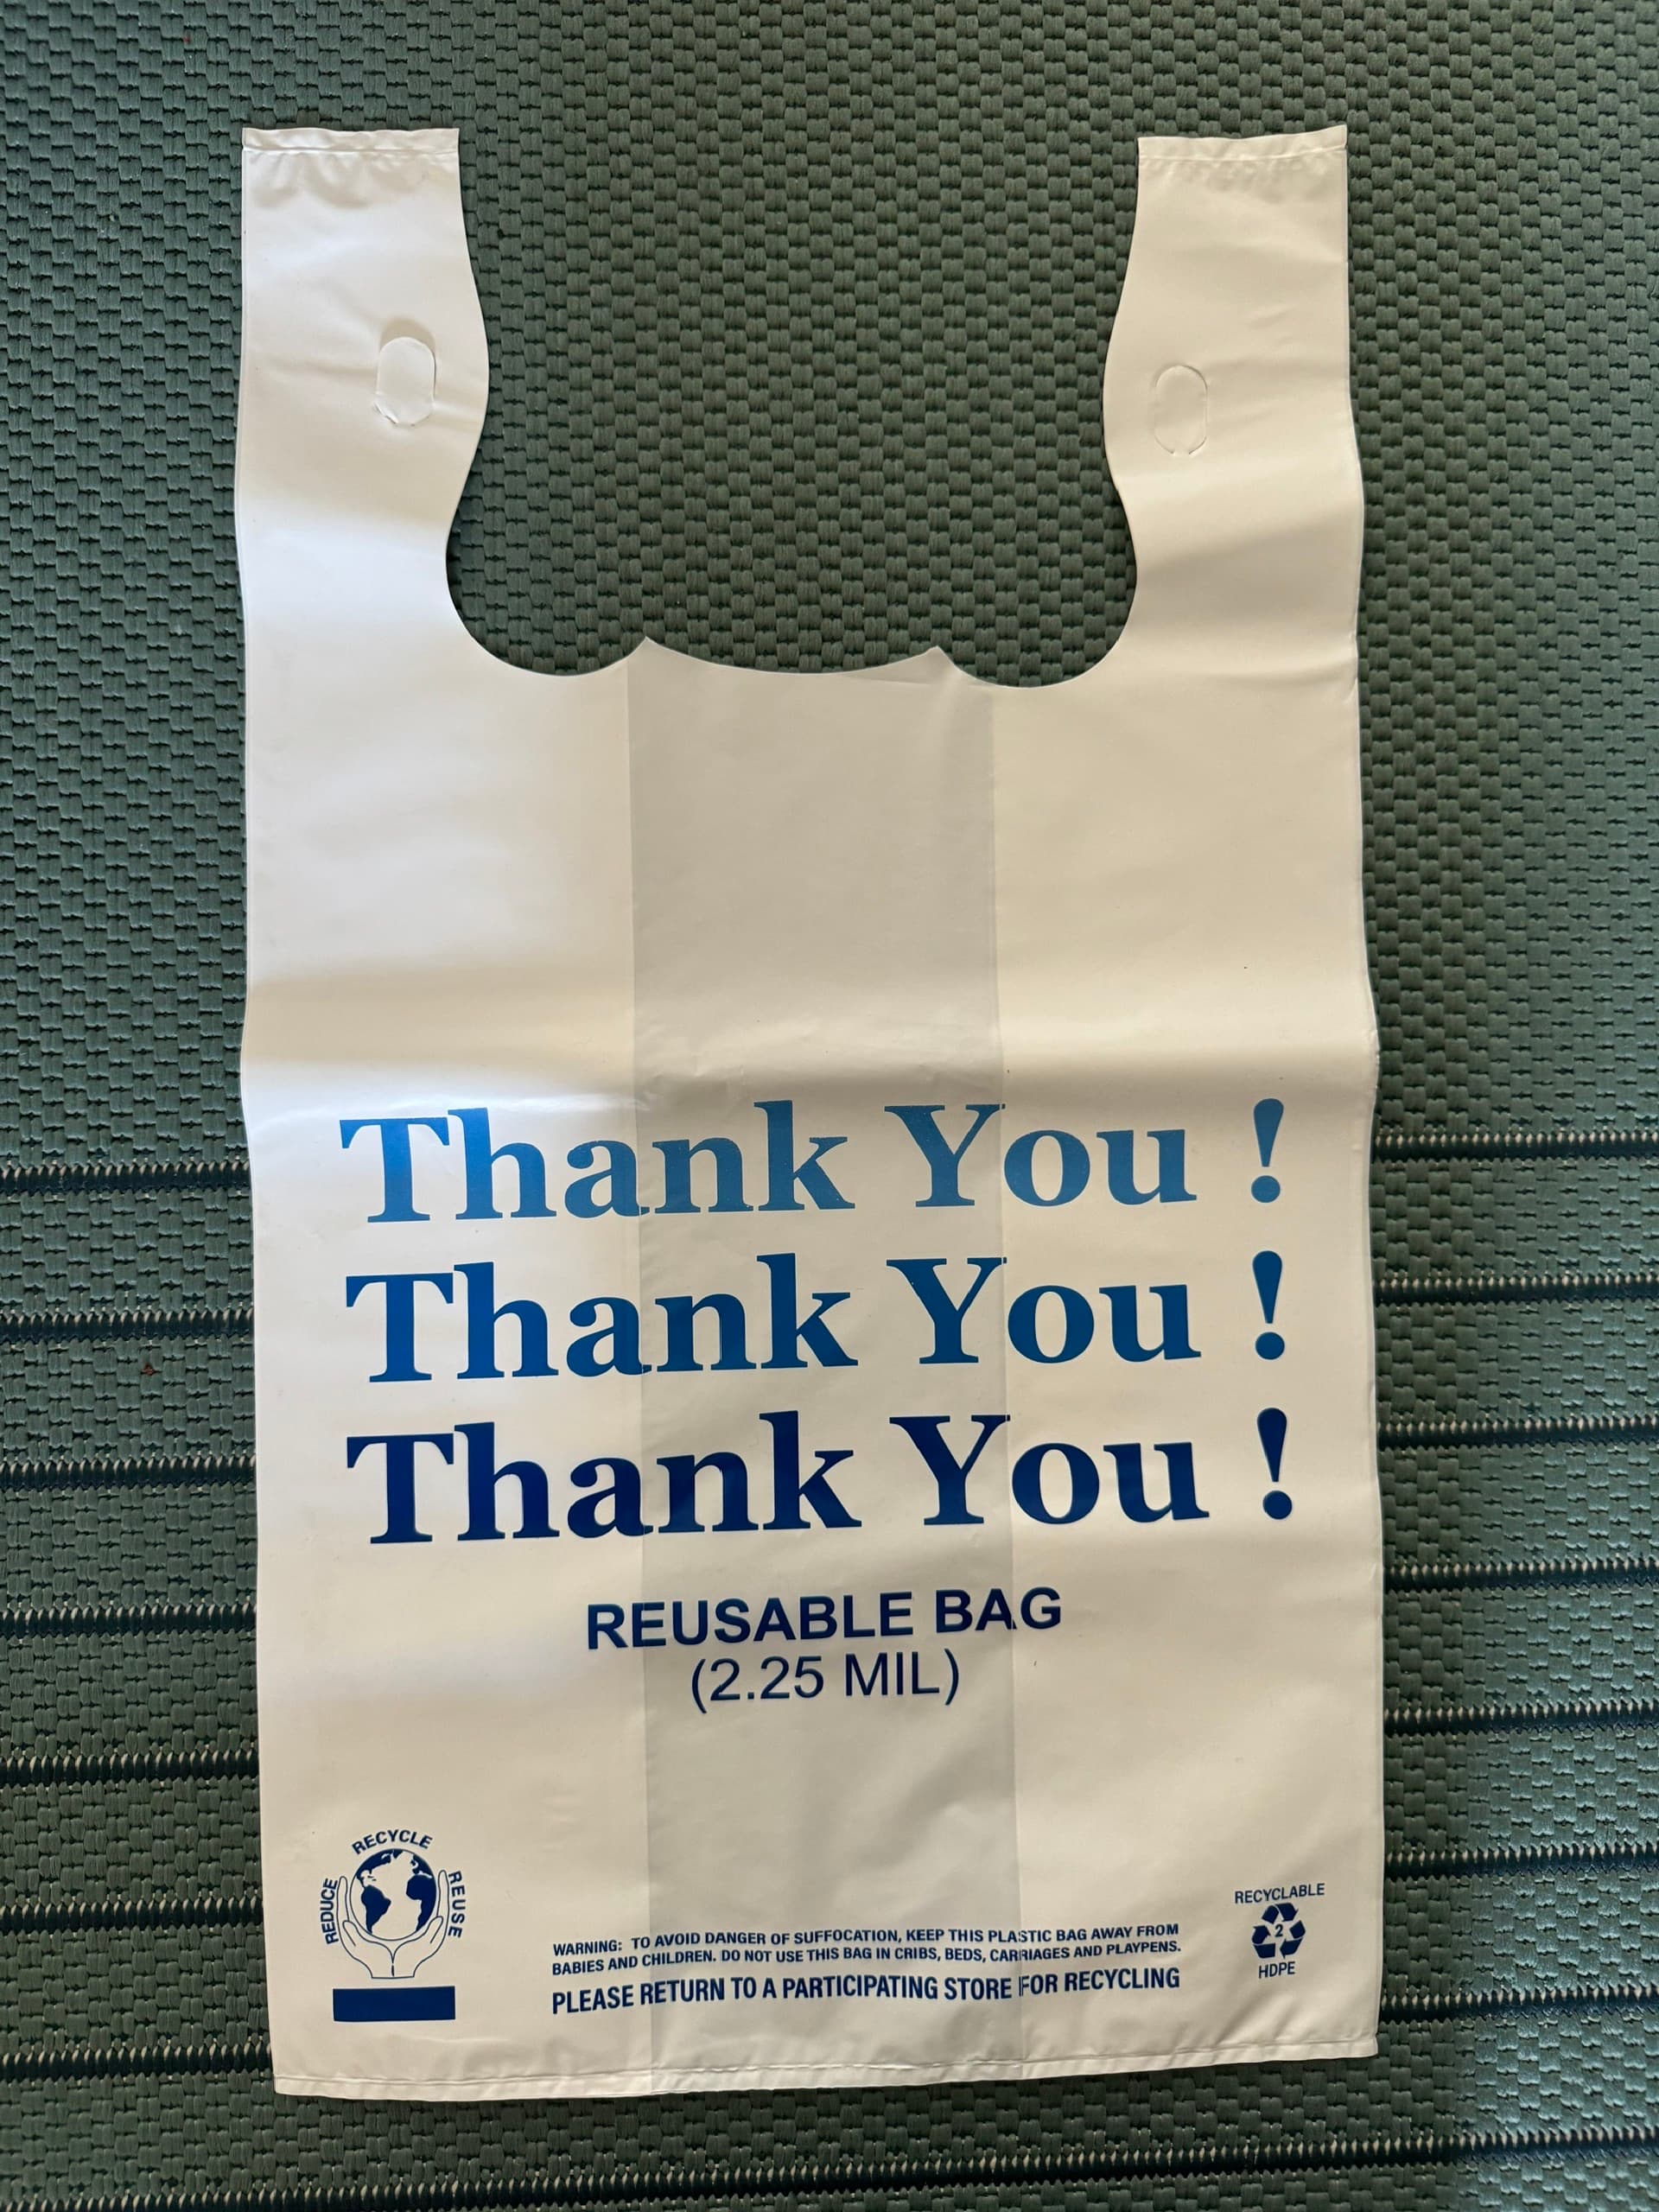 Thank You !
Thank You !
Thank You !
REUSABLE BAG
(2.25 MIL)
REDUCE RECYCLE REUSE
WARNING: TO AVOID DANGER OF SUFFOCATION, KEEP THIS PLASTIC BAG AWAY FROM
BABIES AND CHILDREN. DO NOT USE THIS BAG IN CRIBS, BEDS, CARRIAGES AND PLAYPENS.
PLEASE RETURN TO A PARTICIPATING STORE FOR RECYCLING
RECYCLABLE
2
HDPE